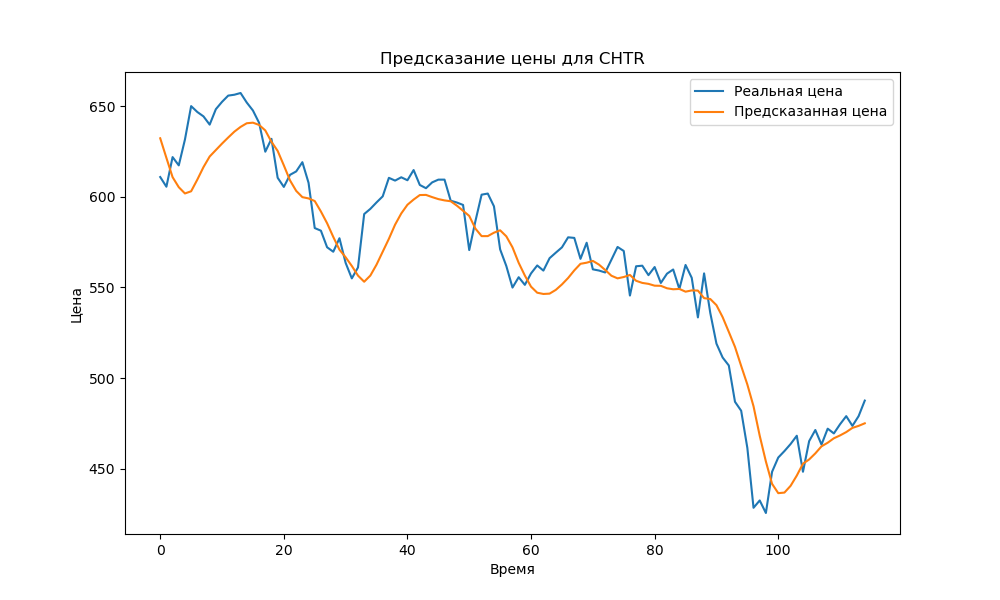 Предсказание цены для CHTR
Реальная цена
Предсказанная цена
Цена
650
600
550
500
450
0 20 40 60 80 100
Время